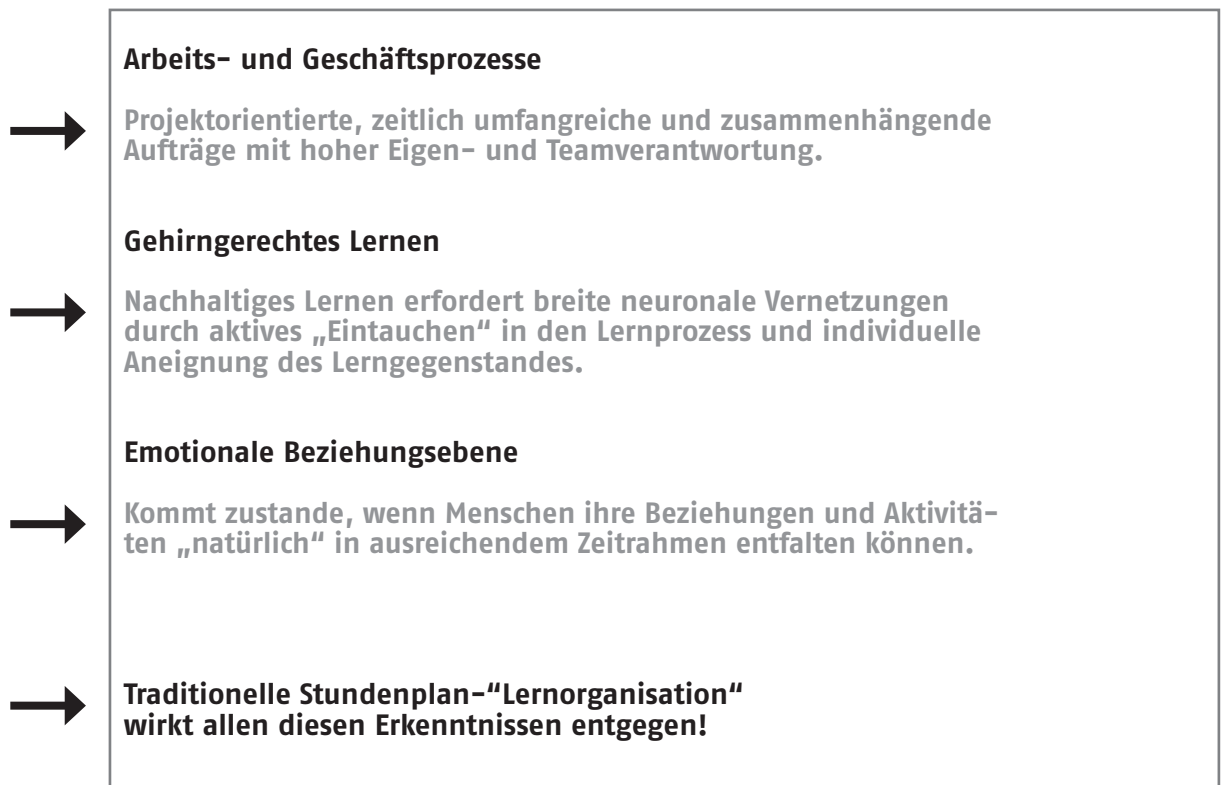 Arbeits- und Geschäftsprozesse
Projektorientierte, zeitlich umfangreiche und zusammenhängende
Aufträge mit hoher Eigen- und Teamverantwortung.
Gehirngerechtes Lernen
Nachhaltiges Lernen erfordert breite neuronale Vernetzungen
durch aktives „Eintauchen“ in den Lernprozess und individuelle
Aneignung des Lerngegenstandes.
Emotionale Beziehungsebene
Kommt zustande, wenn Menschen ihre Beziehungen und Aktivitä-
ten „natürlich“ in ausreichendem Zeitrahmen entfalten können.
Traditionelle Stundenplan-“Lernorganisation“
wirkt allen diesen Erkenntnissen entgegen!